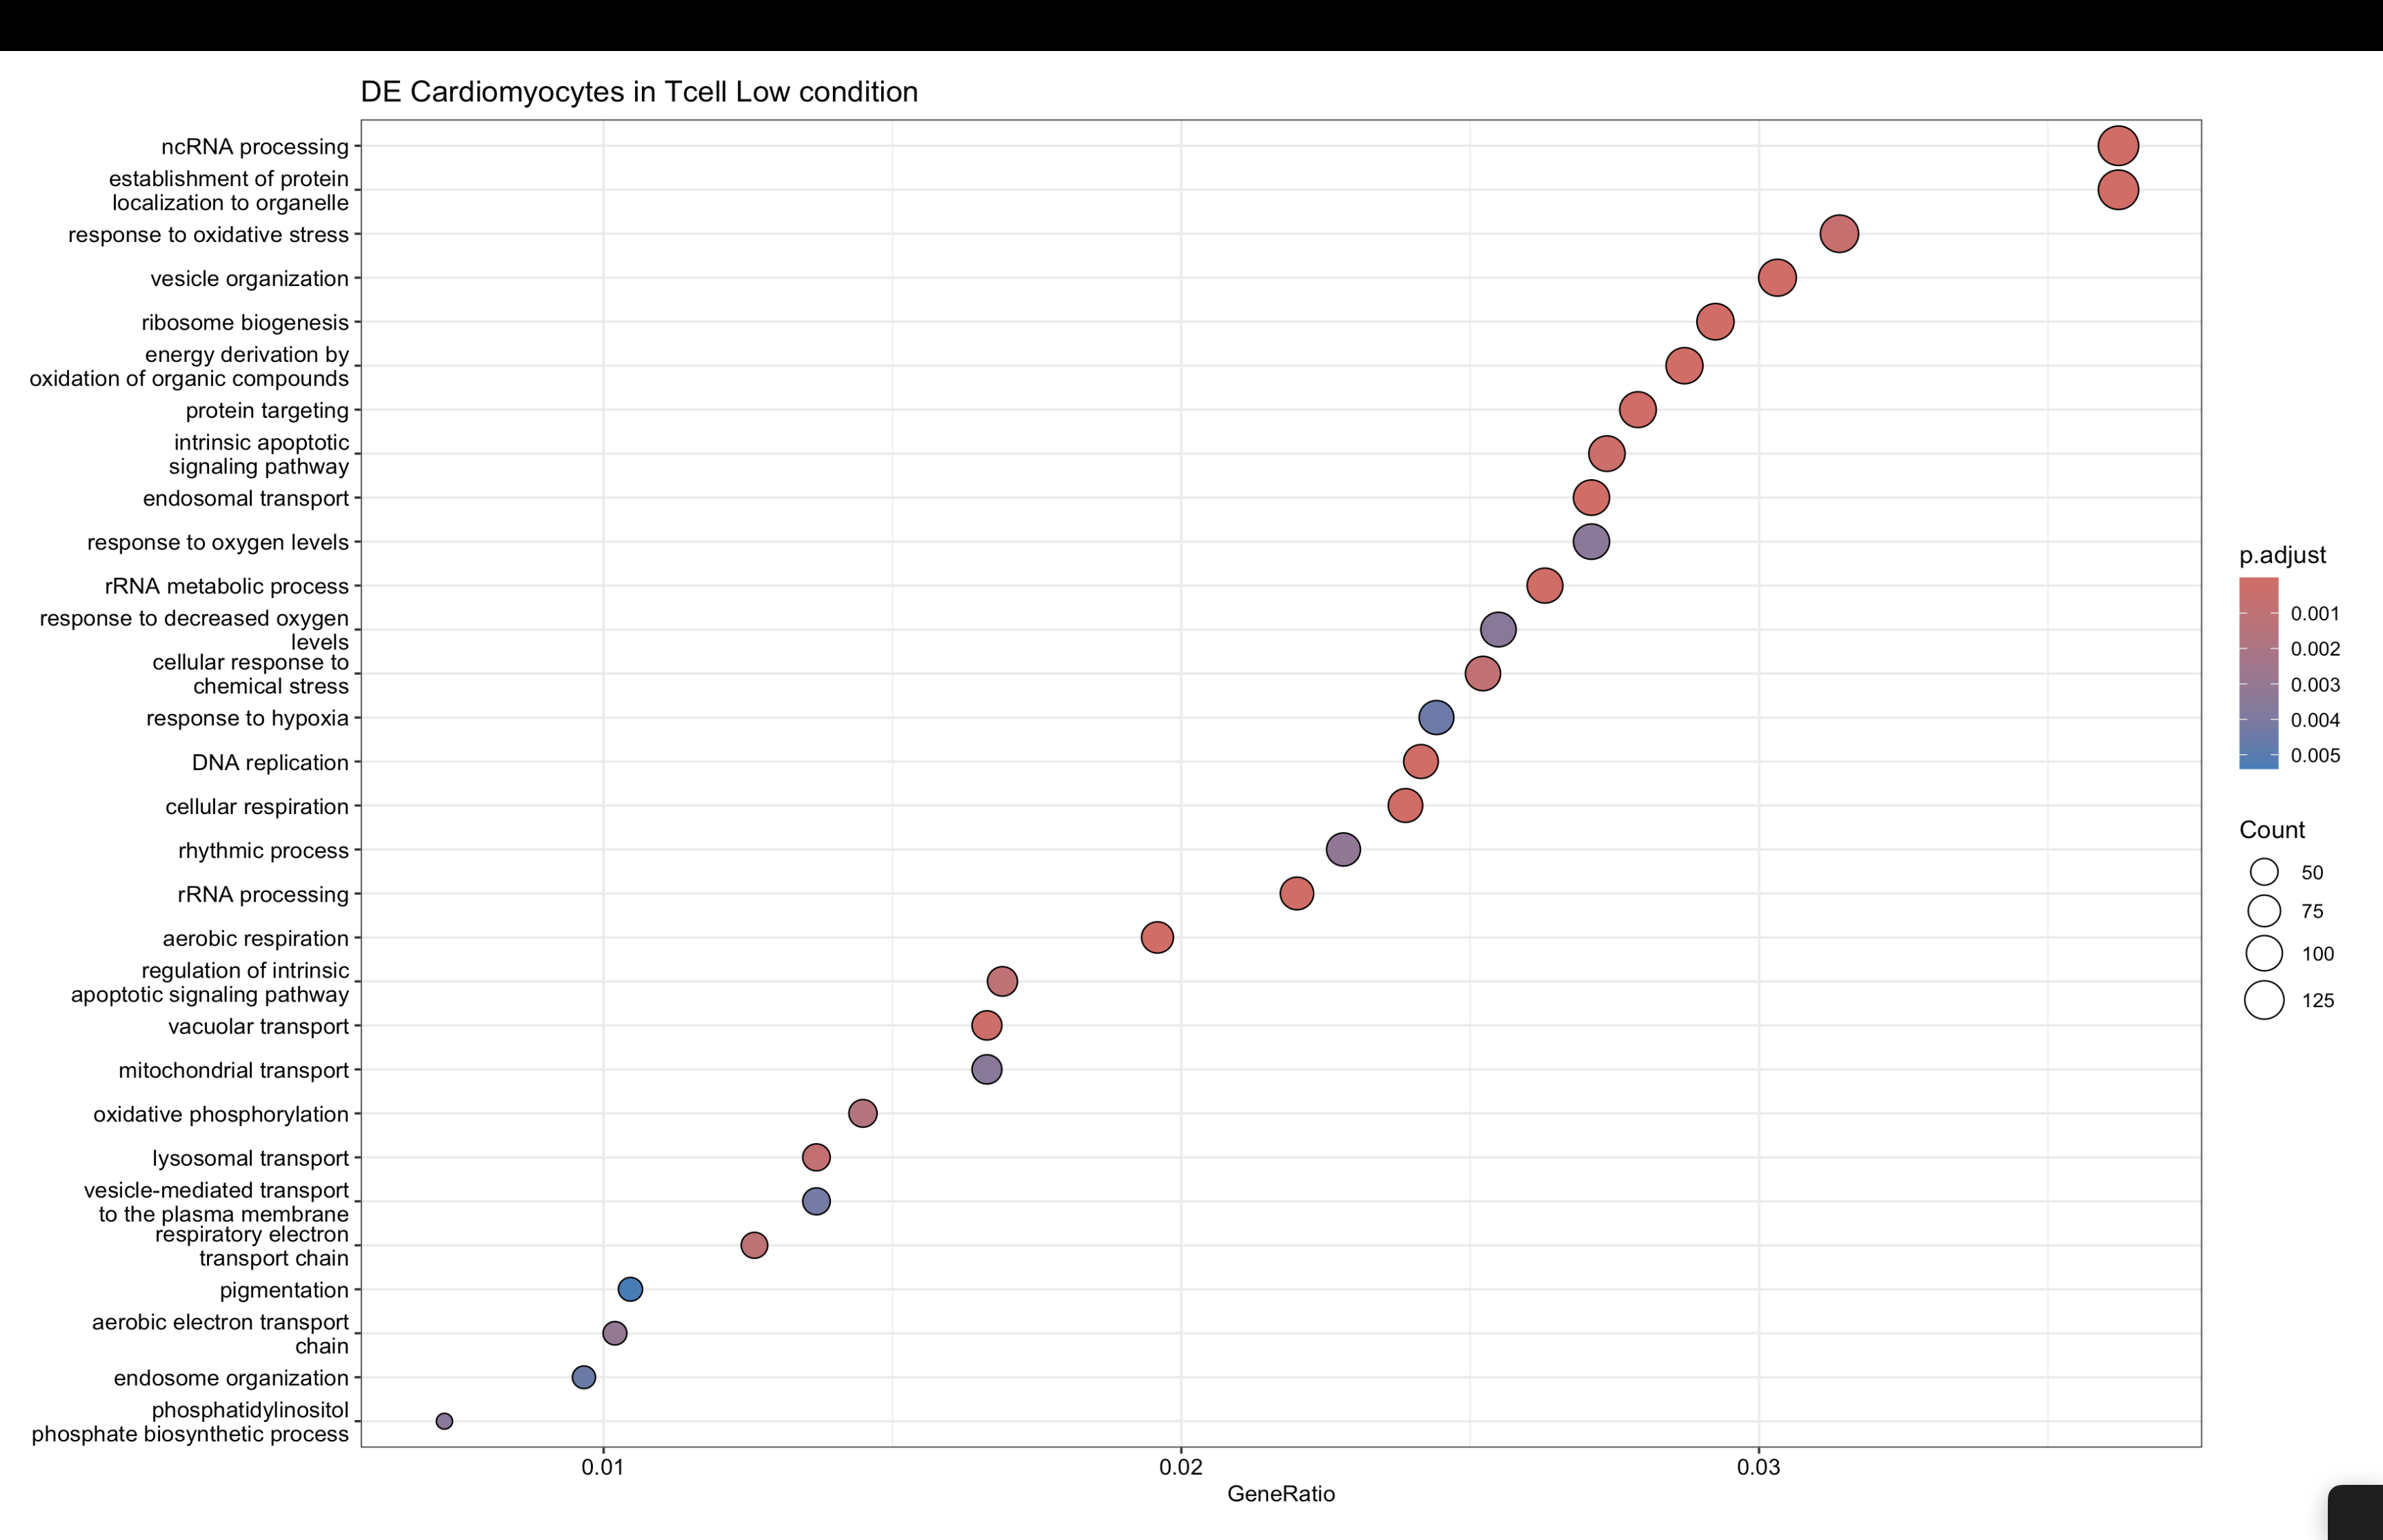 DE Cardiomyocytes in Tcell Low condition
ncRNA processing
establishment of protein
localization to organelle
response to oxidative stress
vesicle organization
ribosome biogenesis
energy derivation by
oxidation of organic compounds
protein targeting
intrinsic apoptotic
signaling pathway
endosomal transport
response to oxygen levels
rRNA metabolic process
response to decreased oxygen
levels
cellular response to
chemical stress
response to hypoxia
DNA replication
cellular respiration
rhythmic process
rRNA processing
aerobic respiration
regulation of intrinsic
apoptotic signaling pathway
vacuolar transport
mitochondrial transport
oxidative phosphorylation
lysosomal transport
vesicle-mediated transport
to the plasma membrane
respiratory electron
transport chain
pigmentation
aerobic electron transport
chain
endosome organization
phosphatidylinositol
phosphate biosynthetic process
0.01
0.02
0.03
GeneRatio
p.adjust
0.001
0.002
0.003
0.004
0.005
Count
50
75
100
125